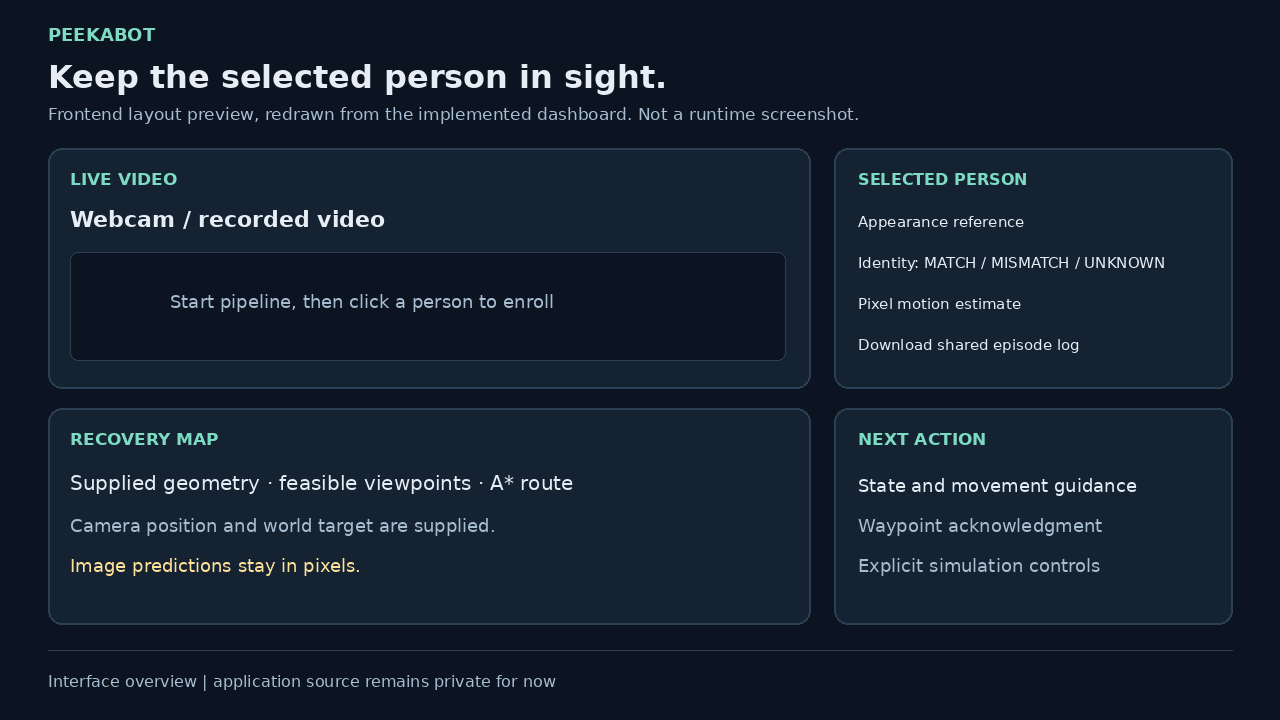 PEEKABOT
Keep the selected person in sight.
Frontend layout preview, redrawn from the implemented dashboard. Not a runtime screenshot.
LIVE VIDEO
Webcam / recorded video
Start pipeline, then click a person to enroll
SELECTED PERSON
Appearance reference
Identity: MATCH / MISMATCH / UNKNOWN
Pixel motion estimate
Download shared episode log
RECOVERY MAP
Supplied geometry · feasible viewpoints · A* route
Camera position and world target are supplied.
Image predictions stay in pixels.
NEXT ACTION
State and movement guidance
Waypoint acknowledgment
Explicit simulation controls
Interface overview | application source remains private for now